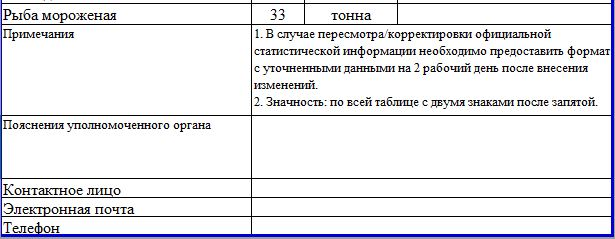 Рыба мороженая 33 тонна
Примечания
1. В случае пересмотра/корректировки официальной
статистической информации необходимо предоставить формат
с уточненными данными на 2 рабочий день после внесения
изменений.
2. Значность: по всей таблице с двумя знаками после запятой.
Пояснения уполномоченного органа
Контактное лицо
Электронная почта
Телефон